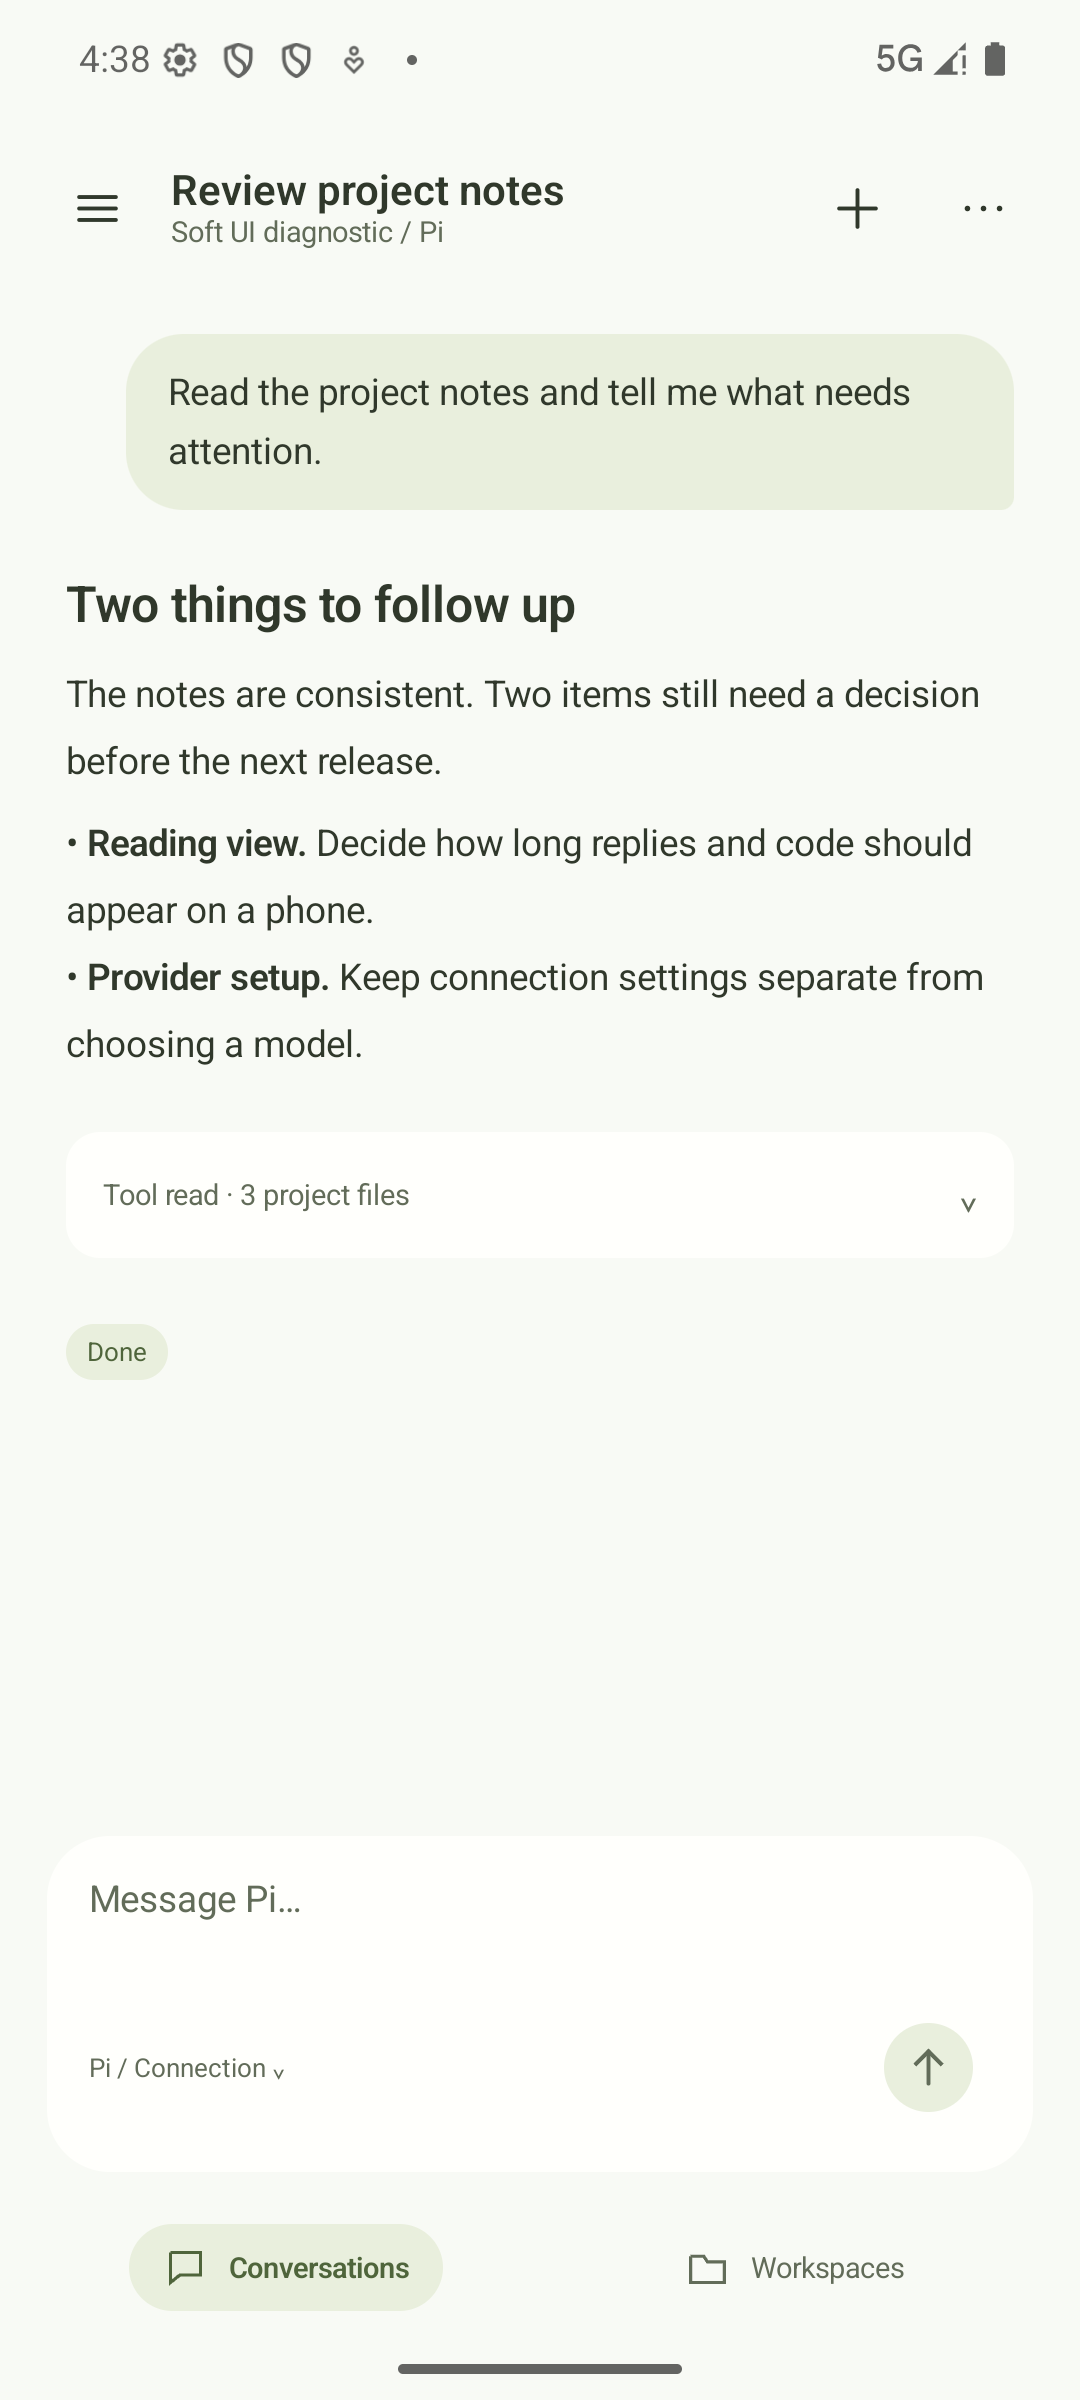 4:38
5G
Review project notes
Soft UI diagnostic / Pi
Read the project notes and tell me what needs
attention.
Two things to follow up
The notes are consistent. Two items still need a decision
before the next release.
• Reading view. Decide how long replies and code should
appear on a phone.
• Provider setup. Keep connection settings separate from
choosing a model.
Tool read · 3 project files
Done
Message Pi…
Pi / Connection
Conversations
Workspaces